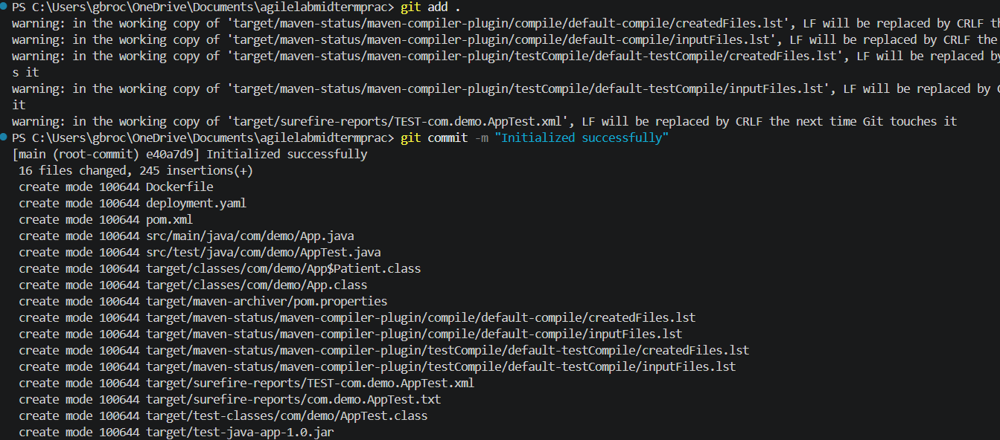 PS C:\Users\gbroc\OneDrive\Documents\agilelabmidtermprac> git add .
warning: in the working copy of 'target/maven-status/maven-compiler-plugin/compile/default-compile/createdFiles.lst', LF will be replaced by CRLF
warning: in the working copy of 'target/maven-status/maven-compiler-plugin/compile/default-compile/inputFiles.lst', LF will be replaced by CRLF the
warning: in the working copy of 'target/maven-status/maven-compiler-plugin/testCompile/default-testCompile/createdFiles.lst', LF will be replaced by
s it
warning: in the working copy of 'target/maven-status/maven-compiler-plugin/testCompile/default-testCompile/inputFiles.lst', LF will be replaced by
it
warning: in the working copy of 'target/surefire-reports/TEST-com.demo.AppTest.xml', LF will be replaced by CRLF the next time Git touches it
PS C:\Users\gbroc\OneDrive\Documents\agilelabmidtermprac> git commit -m "Initialized successfully"
[main (root-commit) e40a7d9] Initialized successfully
 16 files changed, 245 insertions(+)
 create mode 100644 Dockerfile
 create mode 100644 deployment.yaml
 create mode 100644 pom.xml
 create mode 100644 src/main/java/com/demo/App.java
 create mode 100644 src/test/java/com/demo/AppTest.java
 create mode 100644 target/classes/com/demo/App$Patient.class
 create mode 100644 target/classes/com/demo/App.class
 create mode 100644 target/maven-archiver/pom.properties
 create mode 100644 target/maven-status/maven-compiler-plugin/compile/default-compile/createdFiles.lst
 create mode 100644 target/maven-status/maven-compiler-plugin/compile/default-compile/inputFiles.lst
 create mode 100644 target/maven-status/maven-compiler-plugin/testCompile/default-testCompile/createdFiles.lst
 create mode 100644 target/maven-status/maven-compiler-plugin/testCompile/default-testCompile/inputFiles.lst
 create mode 100644 target/surefire-reports/TEST-com.demo.AppTest.xml
 create mode 100644 target/surefire-reports/com.demo.AppTest.txt
 create mode 100644 target/test-classes/com/demo/AppTest.class
 create mode 100644 target/test-java-app-1.0.jar